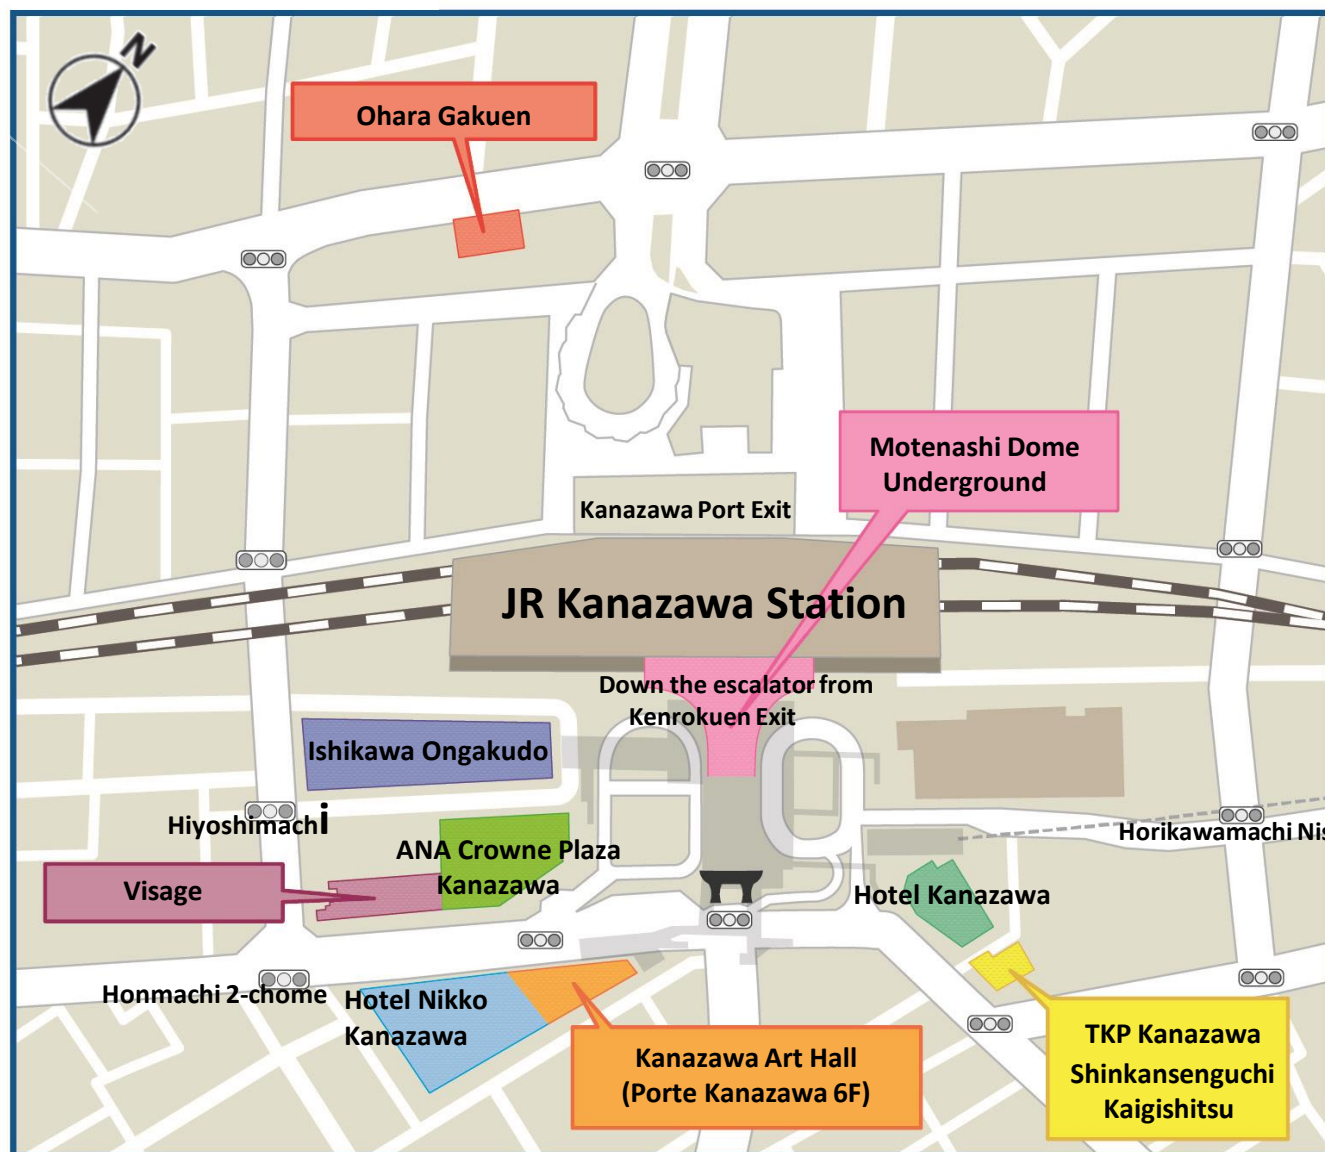 N
Ohara Gakuen
Motenashi Dome
Underground
Kanazawa Port Exit
JR Kanazawa Station
Down the escalator from
Kenrokuen Exit
Ishikawa Ongakudo
Hiyoshimachi
Horikawamachi Nis
ANA Crowne Plaza
Kanazawa
Visage
Hotel Kanazawa
Honmachi 2-chome
Hotel Nikko
Kanazawa
Kanazawa Art Hall
(Porte Kanazawa 6F)
TKP Kanazawa
Shinkansenguchi
Kaigishitsu